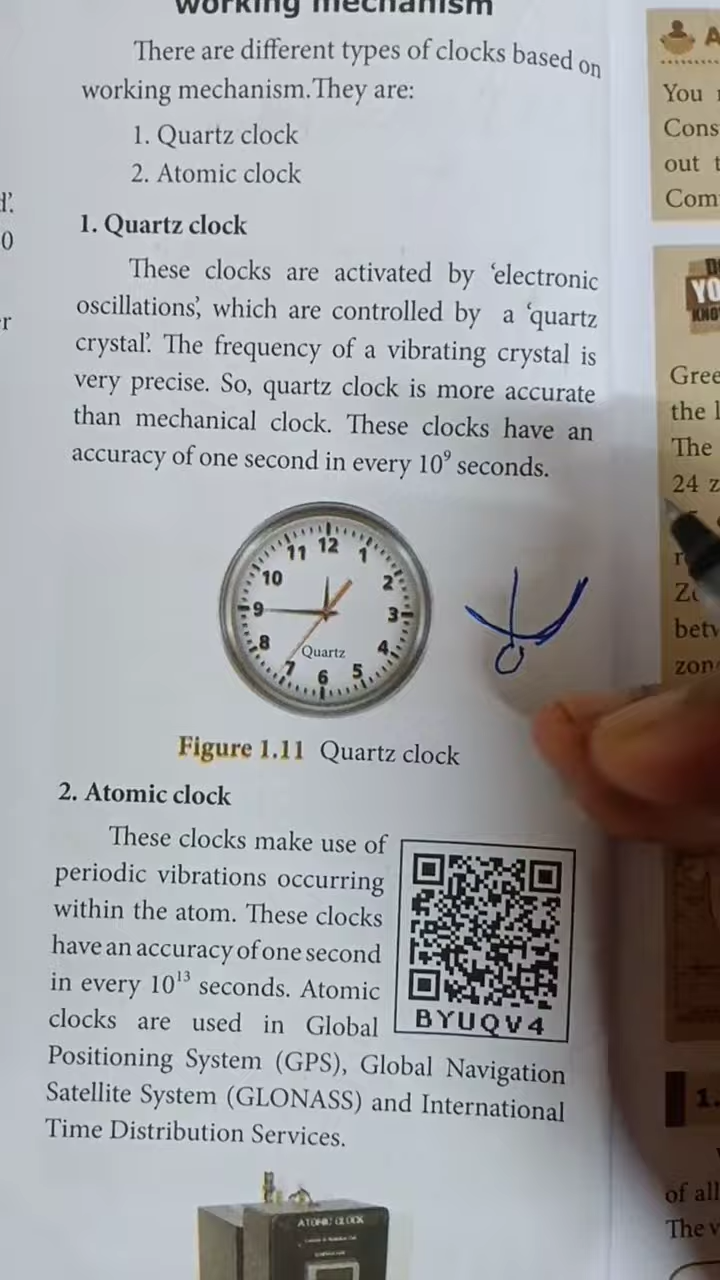 working mechanism
There are different types of clocks based on
working mechanism.They are:
1. Quartz clock
2. Atomic clock
1. Quartz clock
These clocks are activated by ‘electronic
oscillations’, which are controlled by a ‘quartz
crystal’. The frequency of a vibrating crystal is
very precise. So, quartz clock is more accurate
than mechanical clock. These clocks have an
accuracy of one second in every 10⁹ seconds.
12
11 1
10 2
9 3
8 4
7 5
6
Quartz
Figure 1.11 Quartz clock
2. Atomic clock
These clocks make use of
periodic vibrations occurring
within the atom. These clocks
have an accuracy of one second
in every 10¹³ seconds. Atomic
clocks are used in Global
Positioning System (GPS), Global Navigation
Satellite System (GLONASS) and International
Time Distribution Services.
BYUQV4
ATOMIC CLOCK
A
You
Cons
out t
Com
YO
KNO
Gree
the l
The
24 z
betw
zon
1.
of all
The v